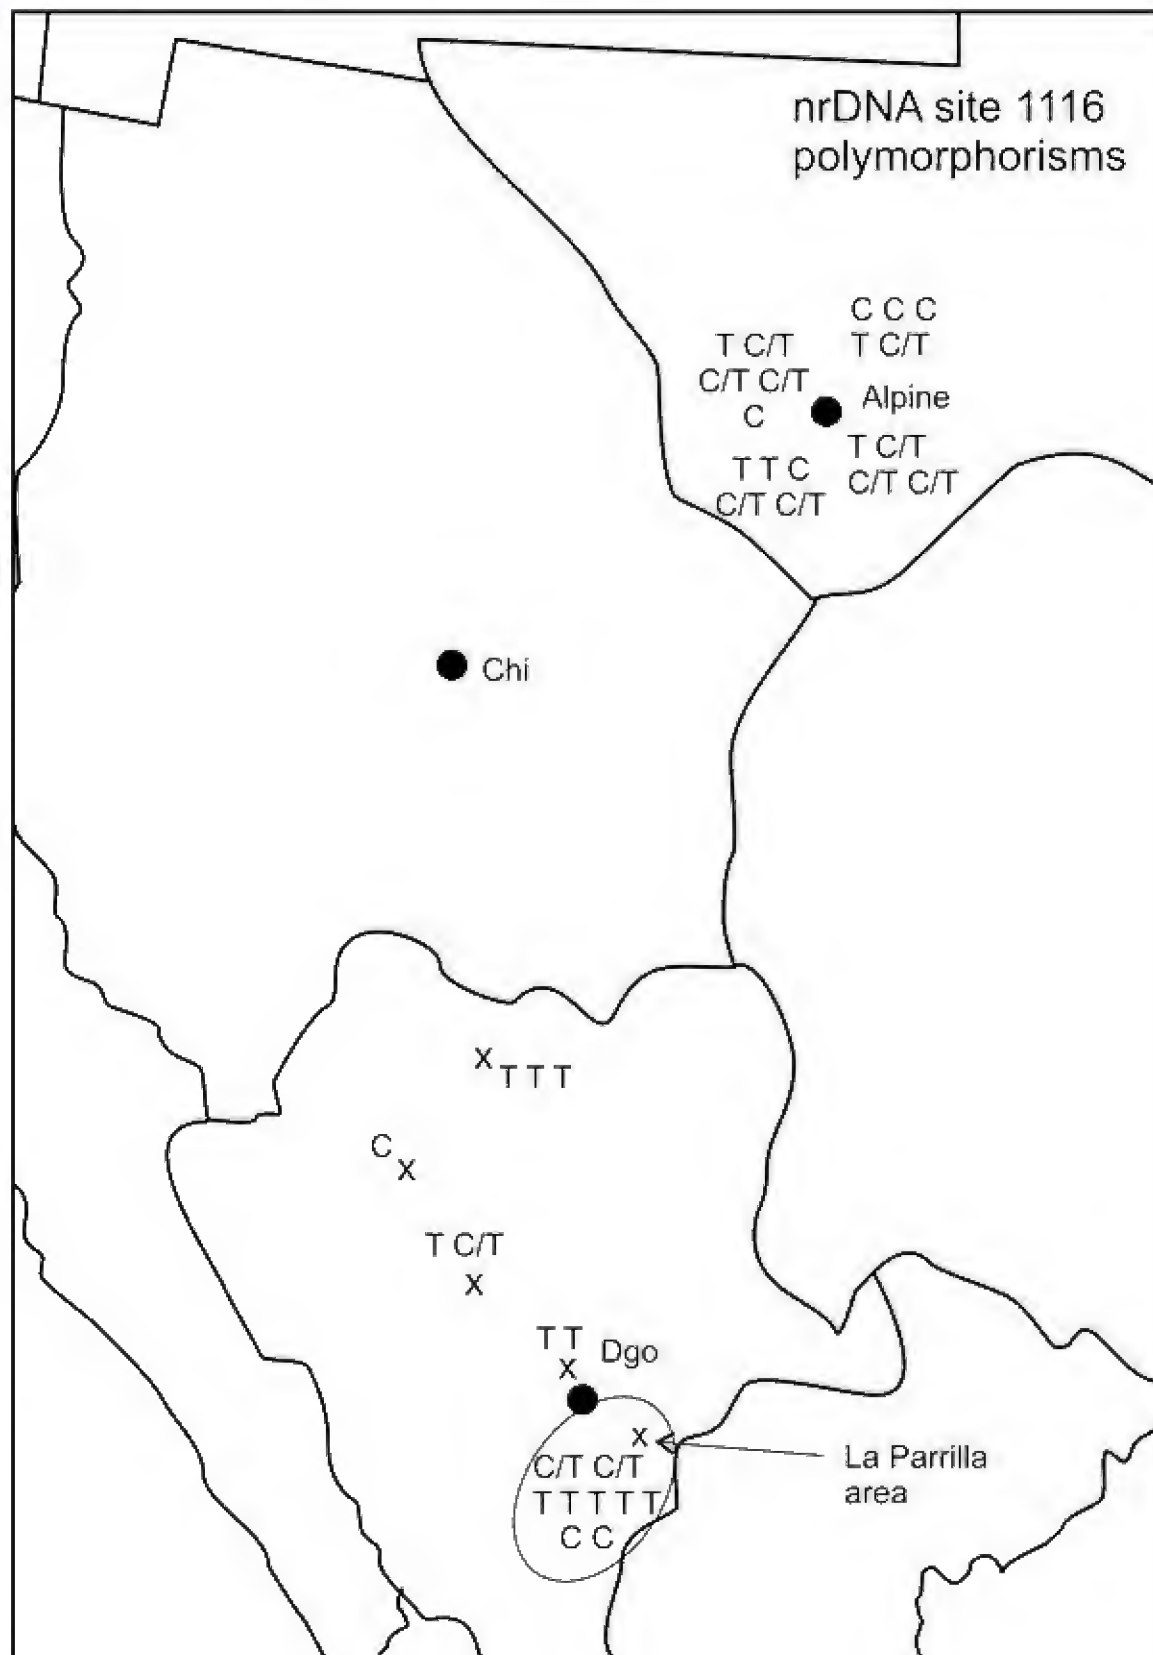 nrDNA site 1116
polymorphorisms
C C C
T C/T
T C/T
C/T C/T
C
Alpine
T C/T
C/T C/T
T T C
C/T C/T
Chi
X
T T T
C
X
T C/T
X
T T
X
Dgo
X
C/T C/T
T T T T T
C C
La Parrilla
area